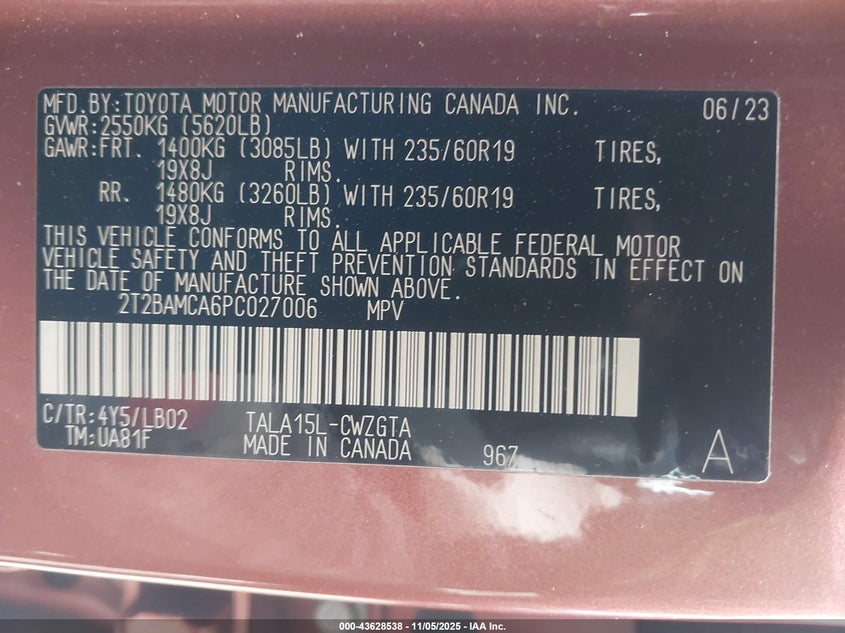 MFD.BY:TOYOTA MOTOR MANUFACTURING CANADA INC. 06/23
GVWR:2550KG (5620LB)
GAWR:FRT. 1400KG (3085LB) WITH 235/60R19 TIRES,
19X8J RIMS.
RR. 1480KG (3260LB) WITH 235/60R19 TIRES,
19X8J RIMS.
THIS VEHICLE CONFORMS TO ALL APPLICABLE FEDERAL MOTOR
VEHICLE SAFETY AND THEFT PREVENTION STANDARDS IN EFFECT ON
THE DATE OF MANUFACTURE SHOWN ABOVE.
2T2BAMCA6PC027006 MPV
C/TR:4Y5/LB02 TALA15L-CWZGTA
TM:UA81F MADE IN CANADA 967 A
000-43628538 - 11/05/2025 - IAA Inc.